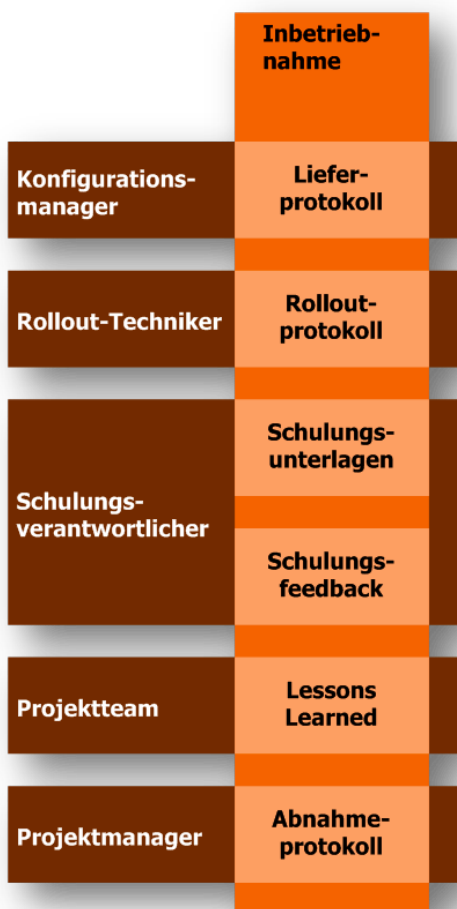 Inbetrieb-
nahme
Konfigurations-
manager
Liefer-
protokoll
Rollout-Techniker
Rollout-
protokoll
Schulungs-
verantwortlicher
Schulungs-
unterlagen
Schulungs-
feedback
Projektteam
Lessons
Learned
Projektmanager
Abnahme-
protokoll